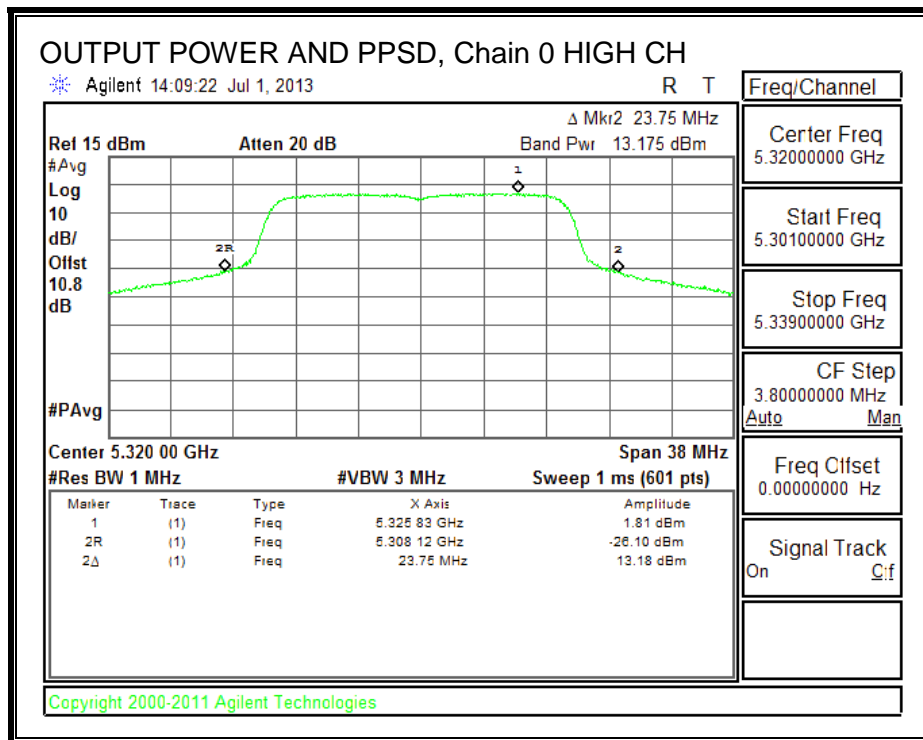 OUTPUT POWER AND PPSD, Chain 0 HIGH CH
Agilent 14:09:22 Jul 1, 2013 R T
Freq/Channel
Δ Mkr2 23.75 MHz
Ref 15 dBm Atten 20 dB Band Pwr 13.175 dBm
#Avg
Log
10
dB/
Offst
10.8
dB
#PAvg
1
2R
2
Center 5.320 00 GHz Span 38 MHz
#Res BW 1 MHz #VBW 3 MHz Sweep 1 ms (601 pts)
Marker Trace Type X Axis Amplitude
1 (1) Freq 5.325 83 GHz 1.81 dBm
2R (1) Freq 5.308 12 GHz -26.10 dBm
2Δ (1) Freq 23.75 MHz 13.18 dBm
Center Freq
5.32000000 GHz
Start Freq
5.30100000 GHz
Stop Freq
5.33900000 GHz
CF Step
3.80000000 MHz
Auto Man
Freq Offset
0.00000000 Hz
Signal Track
On Off
Copyright 2000-2011 Agilent Technologies